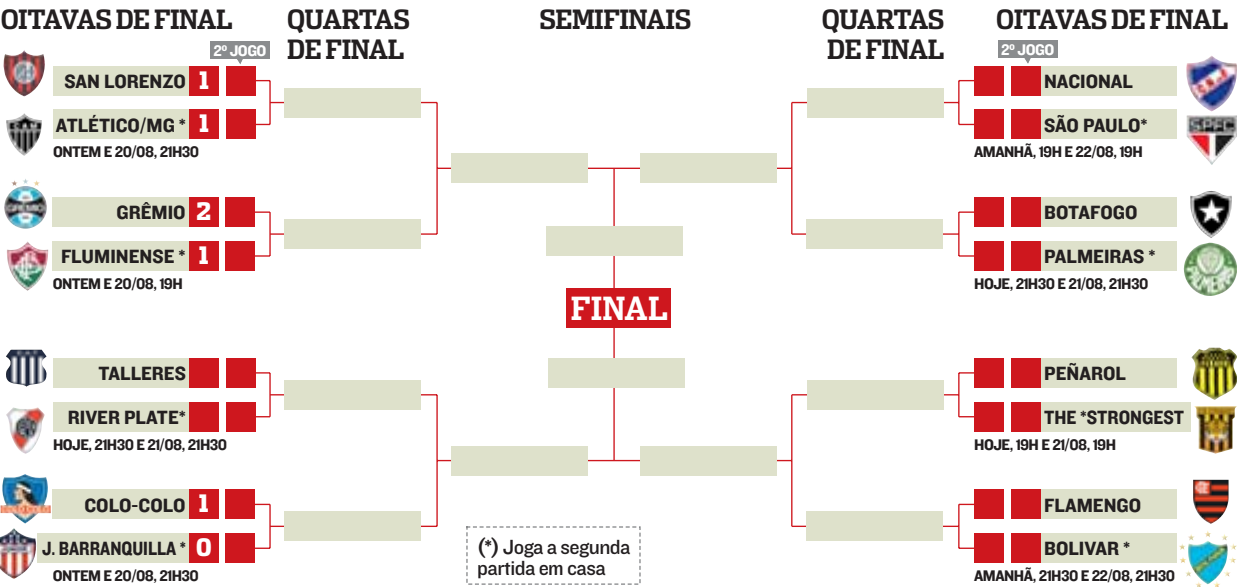 OITAVAS DE FINAL
2º JOGO
SAN LORENZO 1
ATLÉTICO/MG * 1
ONTEM E 20/08, 21H30
GRÊMIO 2
FLUMINENSE * 1
ONTEM E 20/08, 19H
TALLERES
RIVER PLATE*
HOJE, 21H30 E 21/08, 21H30
COLO-COLO 1
J. BARRANQUILLA * 0
ONTEM E 20/08, 21H30
QUARTAS
DE FINAL
SEMIFINAIS
FINAL
(*) Joga a segunda
partida em casa
QUARTAS
DE FINAL
OITAVAS DE FINAL
2º JOGO
NACIONAL
SÃO PAULO*
SPFC
AMANHÃ, 19H E 22/08, 19H
BOTAFOGO
PALMEIRAS *
HOJE, 21H30 E 21/08, 21H30
PEÑAROL
THE *STRONGEST
HOJE, 19H E 21/08, 19H
FLAMENGO
BOLIVAR *
AMANHÃ, 21H30 E 22/08, 21H30